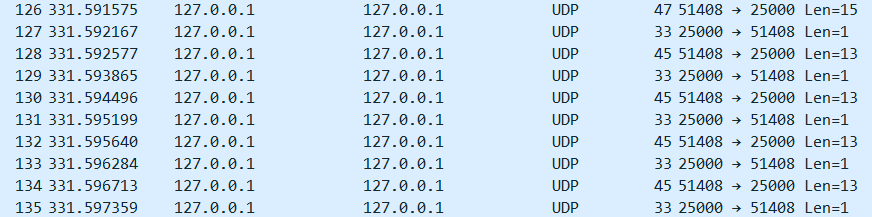 126 331.591575 127.0.0.1 127.0.0.1 UDP 47 51408 → 25000 Len=15
127 331.592167 127.0.0.1 127.0.0.1 UDP 33 25000 → 51408 Len=1
128 331.592577 127.0.0.1 127.0.0.1 UDP 45 51408 → 25000 Len=13
129 331.593865 127.0.0.1 127.0.0.1 UDP 33 25000 → 51408 Len=1
130 331.594496 127.0.0.1 127.0.0.1 UDP 45 51408 → 25000 Len=13
131 331.595199 127.0.0.1 127.0.0.1 UDP 33 25000 → 51408 Len=1
132 331.595640 127.0.0.1 127.0.0.1 UDP 45 51408 → 25000 Len=13
133 331.596284 127.0.0.1 127.0.0.1 UDP 33 25000 → 51408 Len=1
134 331.596713 127.0.0.1 127.0.0.1 UDP 45 51408 → 25000 Len=13
135 331.597359 127.0.0.1 127.0.0.1 UDP 33 25000 → 51408 Len=1